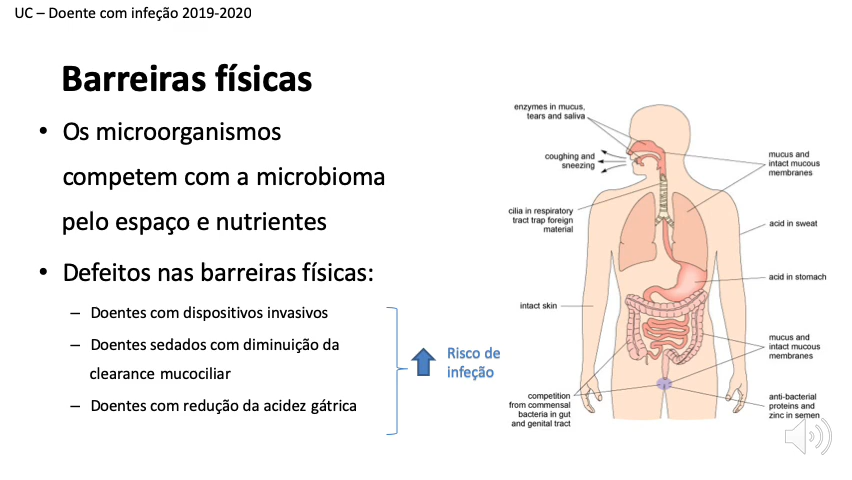 UC – Doente com infeção 2019-2020
Barreiras físicas
• Os microorganismos
competem com a microbioma
pelo espaço e nutrientes
• Defeitos nas barreiras físicas:
– Doentes com dispositivos invasivos
– Doentes sedados com diminuição da
clearance mucociliar
– Doentes com redução da acidez gátrica
Risco de
infeção
enzymes in mucus,
tears and saliva
coughing and
sneezing
cilia in respiratory
tract trap foreign
material
intact skin
competition
from commensal
bacteria in gut
and genital tract
mucus and
intact mucous
membranes
acid in sweat
acid in stomach
mucus and
intact mucous
membranes
anti-bacterial
proteins and
zinc in semen